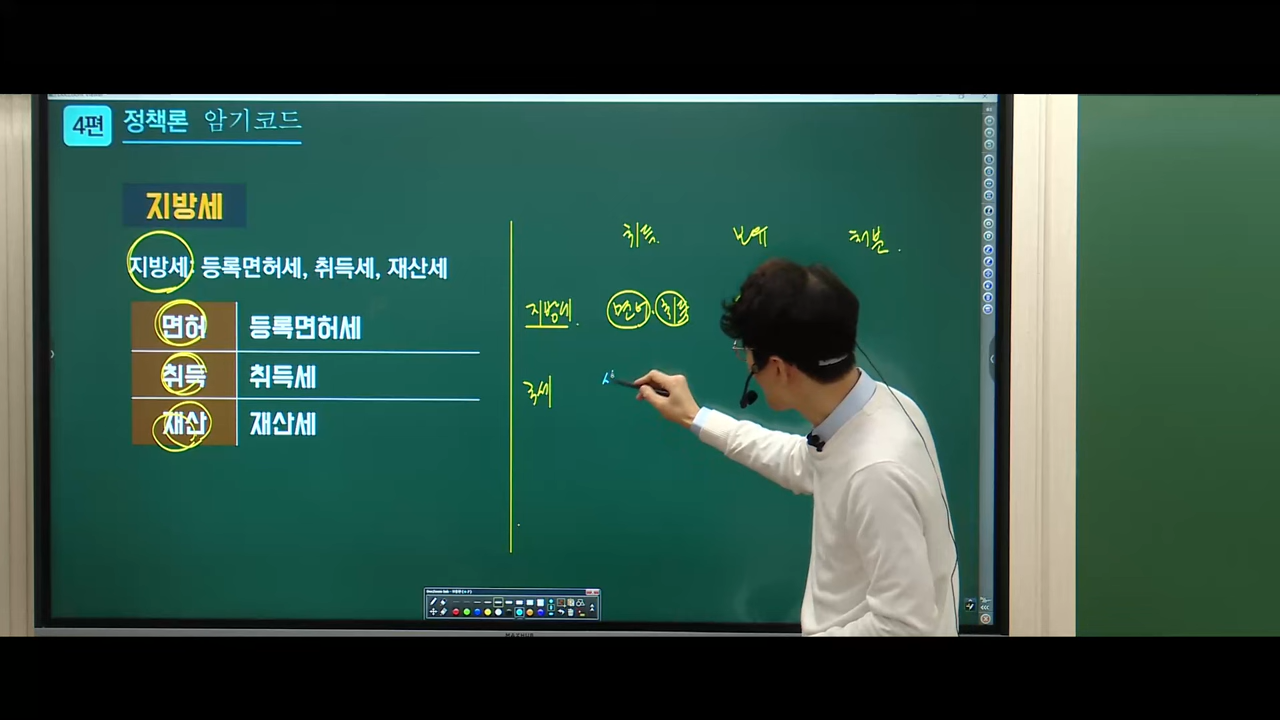 4편 정책론 암기코드
지방세
지방세: 등록면허세, 취득세, 재산세
면허 등록면허세
취득 취득세
재산 재산세
취득. 보유 처분.
지방세. 면허. 취득
국세